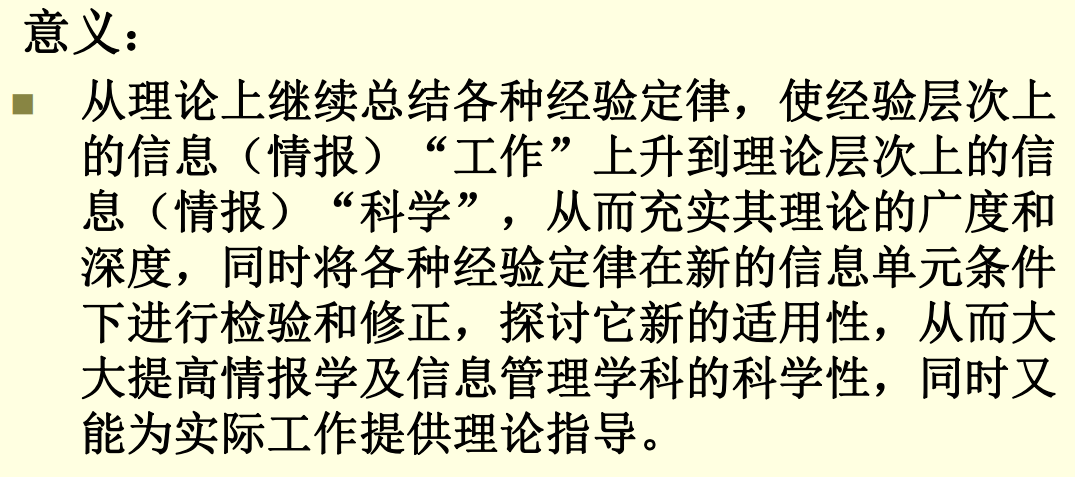 意义：
■ 从理论上继续总结各种经验定律，使经验层次上
的信息（情报）“工作”上升到理论层次上的信
息（情报）“科学”，从而充实其理论的广度和
深度，同时将各种经验定律在新的信息单元条件
下进行检验和修正，探讨它新的适用性，从而大
大提高情报学及信息管理学科的科学性，同时又
能为实际工作提供理论指导。